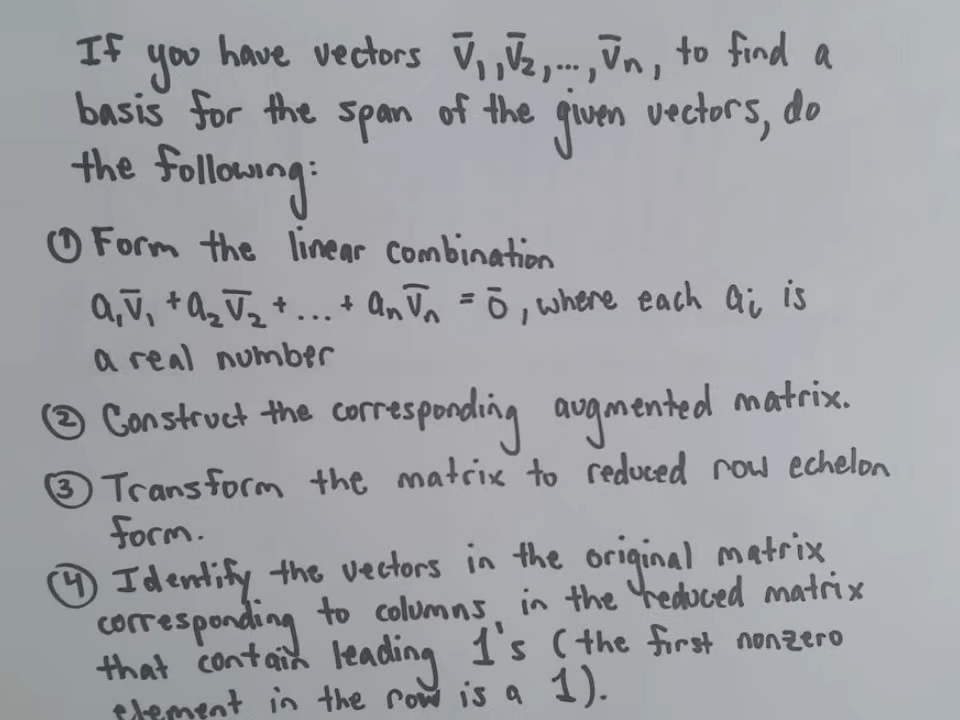 If you have vectors v̄₁, v̄₂, ..., v̄n, to find a
basis for the span of the given vectors, do
the following:
① Form the linear combination
a₁v̄₁ + a₂v̄₂ + ... + anv̄n = ō, where each ai is
a real number
② Construct the corresponding augmented matrix.
③ Transform the matrix to reduced row echelon
form.
④ Identify the vectors in the original matrix
corresponding to columns in the reduced matrix
that contain leading 1's (the first nonzero
element in the row is a 1).